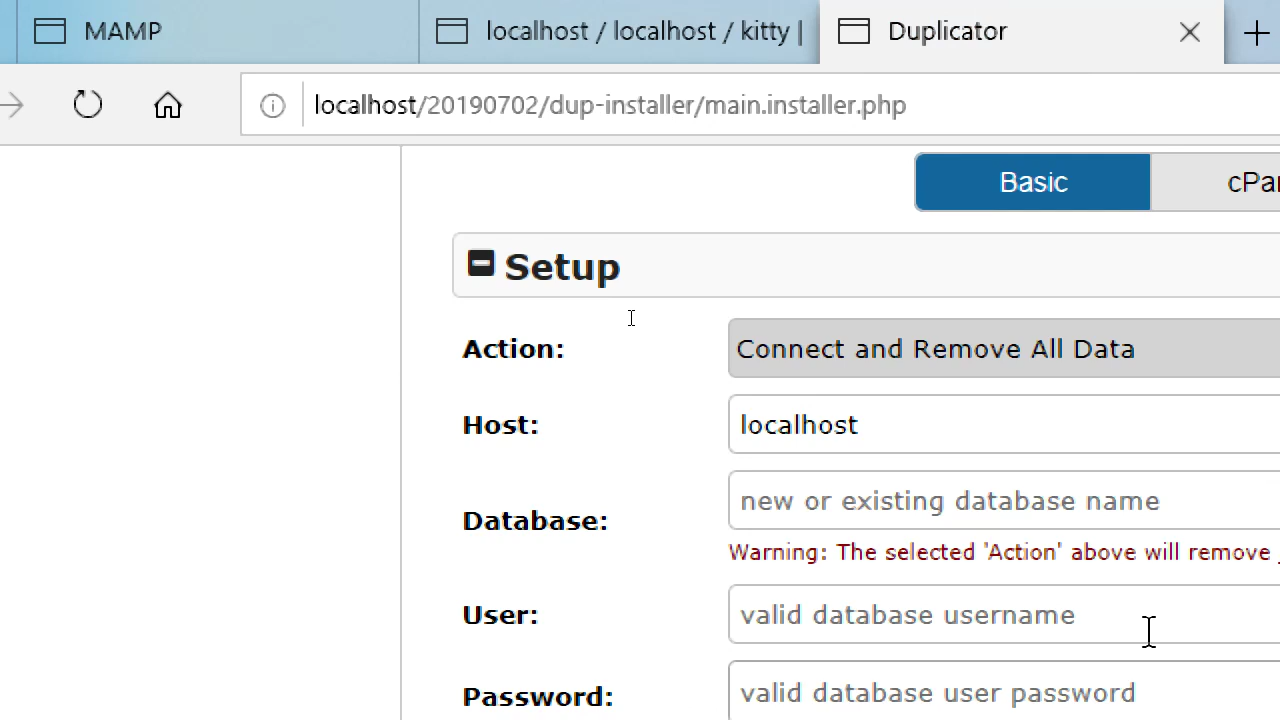 MAMP
localhost / localhost / kitty |
Duplicator
localhost/20190702/dup-installer/main.installer.php
Basic
cPa
Setup
Action:
Connect and Remove All Data
Host:
localhost
Database:
new or existing database name
Warning: The selected 'Action' above will remove
User:
valid database username
Password:
valid database user password